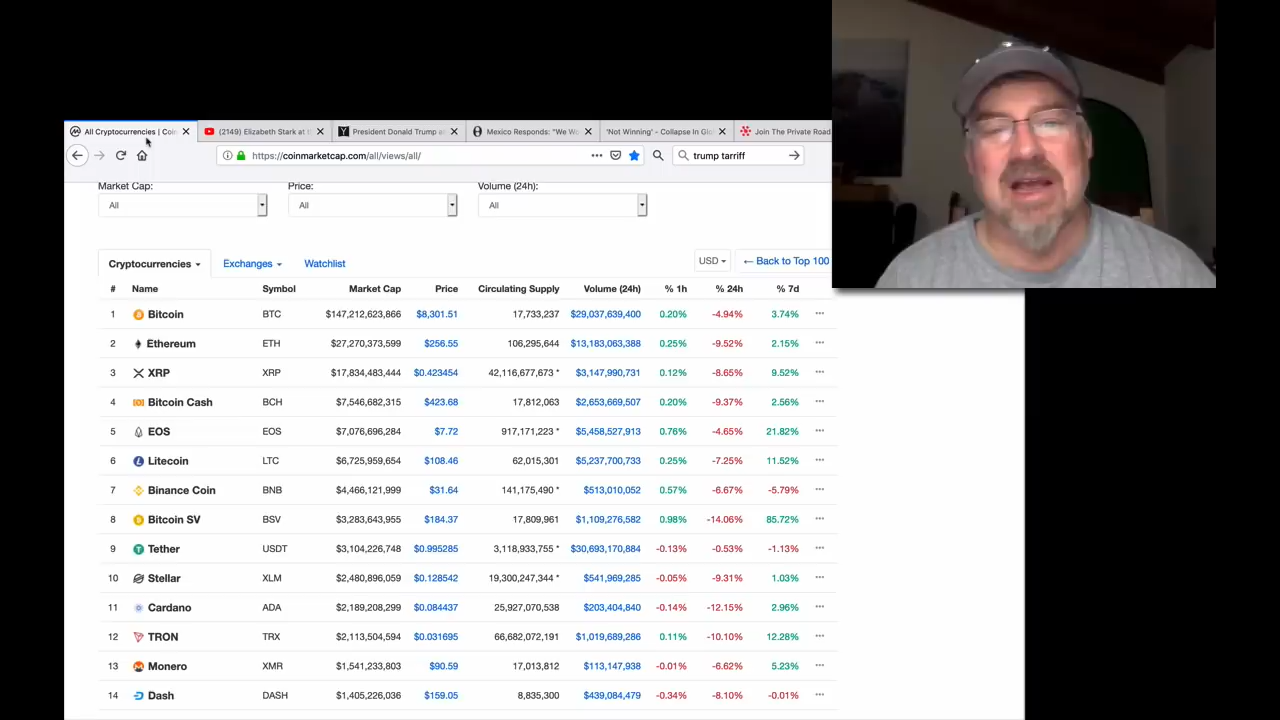 All Cryptocurrencies | Coin
(2149) Elizabeth Stark at
President Donald Trump a
Mexico Responds: "We W
'Not Winning' - Collapse In Glo
Join The Private Road
https://coinmarketcap.com/all/views/all/
trump tarriff
Market Cap: Price: Volume (24h):
All All All
Cryptocurrencies Exchanges Watchlist USD ← Back to Top 100
# Name Symbol Market Cap Price Circulating Supply Volume (24h) % 1h % 24h % 7d
1 Bitcoin BTC $147,212,623,866 $8,301.51 17,733,237 $29,037,639,400 0.20% -4.94% 3.74%
2 Ethereum ETH $27,270,373,599 $256.55 106,295,644 $13,183,063,388 0.25% -9.52% 2.15%
3 XRP XRP $17,834,483,444 $0.423454 42,116,677,673 * $3,147,990,731 0.12% -8.65% 9.52%
4 Bitcoin Cash BCH $7,546,682,315 $423.68 17,812,063 $2,653,669,507 0.20% -9.37% 2.56%
5 EOS EOS $7,076,696,284 $7.72 917,171,223 * $5,458,527,913 0.76% -4.65% 21.82%
6 Litecoin LTC $6,725,959,654 $108.46 62,015,301 $5,237,700,733 0.25% -7.25% 11.52%
7 Binance Coin BNB $4,466,121,999 $31.64 141,175,490 * $513,010,052 0.57% -6.67% -5.79%
8 Bitcoin SV BSV $3,283,643,955 $184.37 17,809,961 $1,109,276,582 0.98% -14.06% 85.72%
9 Tether USDT $3,104,226,748 $0.995285 3,118,933,755 * $30,693,170,884 -0.13% -0.53% -1.13%
10 Stellar XLM $2,480,896,059 $0.128542 19,300,247,344 * $541,969,285 -0.05% -9.31% 1.03%
11 Cardano ADA $2,189,208,299 $0.084437 25,927,070,538 $203,404,840 -0.14% -12.15% 2.96%
12 TRON TRX $2,113,504,594 $0.031695 66,682,072,191 $1,019,689,286 0.11% -10.10% 12.28%
13 Monero XMR $1,541,233,803 $90.59 17,013,812 $113,147,938 -0.01% -6.62% 5.23%
14 Dash DASH $1,405,226,036 $159.05 8,835,300 $439,084,479 -0.34% -8.10% -0.01%